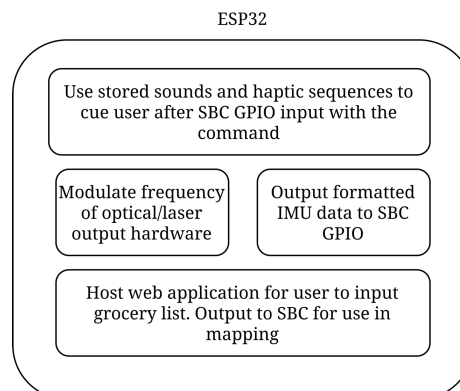 ESP32
Use stored sounds and haptic sequences to
cue user after SBC GPIO input with the
command
Modulate frequency
of optical/laser
output hardware
Output formatted
IMU data to SBC
GPIO
Host web application for user to input
grocery list. Output to SBC for use in
mapping